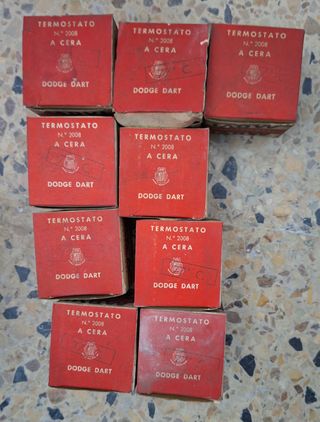 TERMOSTATO
N.º 2008
A CERA
DODGE DART
TERMOSTATO
N.º 2008
A CERA
C
DODGE DART
TERMOSTATO
N.º 2008
A CERA
DODGE DART
TERMOSTATO
N.º 2008
A CERA
DODGE DART
TERMOSTATO
N.º 2008
A CERA
DODGE DART
TERMOSTATO
N.º 2008
A CERA
DODGE DART
TERMOSTATO
N.º 2008
A CERA
C
DODGE DART
TERMOSTATO
N.º 2008
A CERA
DODGE DART
TERMOSTATO
N.º 2008
A CERA
DODGE DART